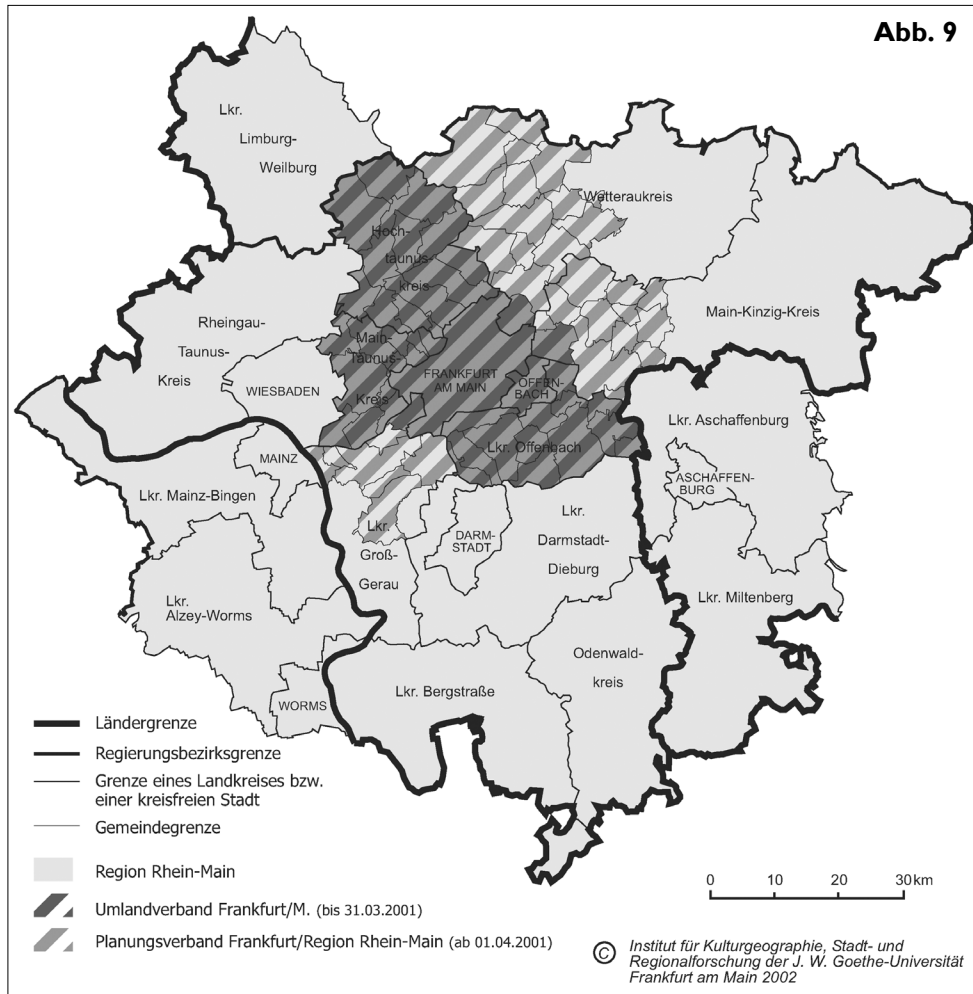 Abb. 9
Lkr.
Limburg-
Weilburg
Wetteraukreis
Hoch-
taunus-
kreis
Main-Kinzig-Kreis
Rheingau-
Taunus-
Kreis
Main-
Taunus-
Kreis
WIESBADEN
FRANKFURT
AM MAIN
OFFEN-
BACH
Lkr. Offenbach
Lkr. Aschaffenburg
ASCHAFFEN-
BURG
MAINZ
Lkr. Mainz-Bingen
Lkr.
Groß-
Gerau
DARM-
STADT
Lkr.
Darmstadt-
Dieburg
Lkr. Miltenberg
Lkr.
Alzey-Worms
Odenwald-
kreis
WORMS
Lkr. Bergstraße
Ländergrenze
Regierungsbezirksgrenze
Grenze eines Landkreises bzw.
einer kreisfreien Stadt
Gemeindegrenze
Region Rhein-Main
Umlandverband Frankfurt/M. (bis 31.03.2001)
Planungsverband Frankfurt/Region Rhein-Main (ab 01.04.2001)
0 10 20 30 km
© Institut für Kulturgeographie, Stadt- und
Regionalforschung der J. W. Goethe-Universität
Frankfurt am Main 2002